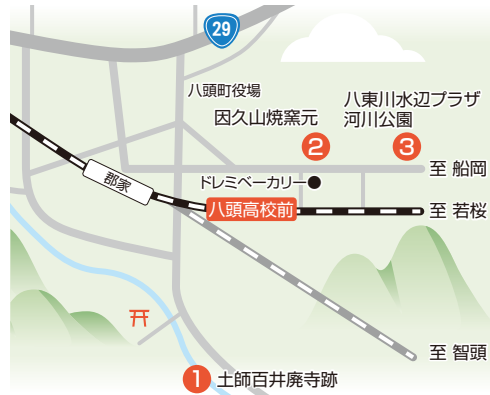 29
八頭町役場
因久山焼窯元
八東川水辺プラザ
河川公園
2
3
至 船岡
郡家
ドレミベーカリー
八頭高校前
至 若桜
至 智頭
1 土師百井廃寺跡